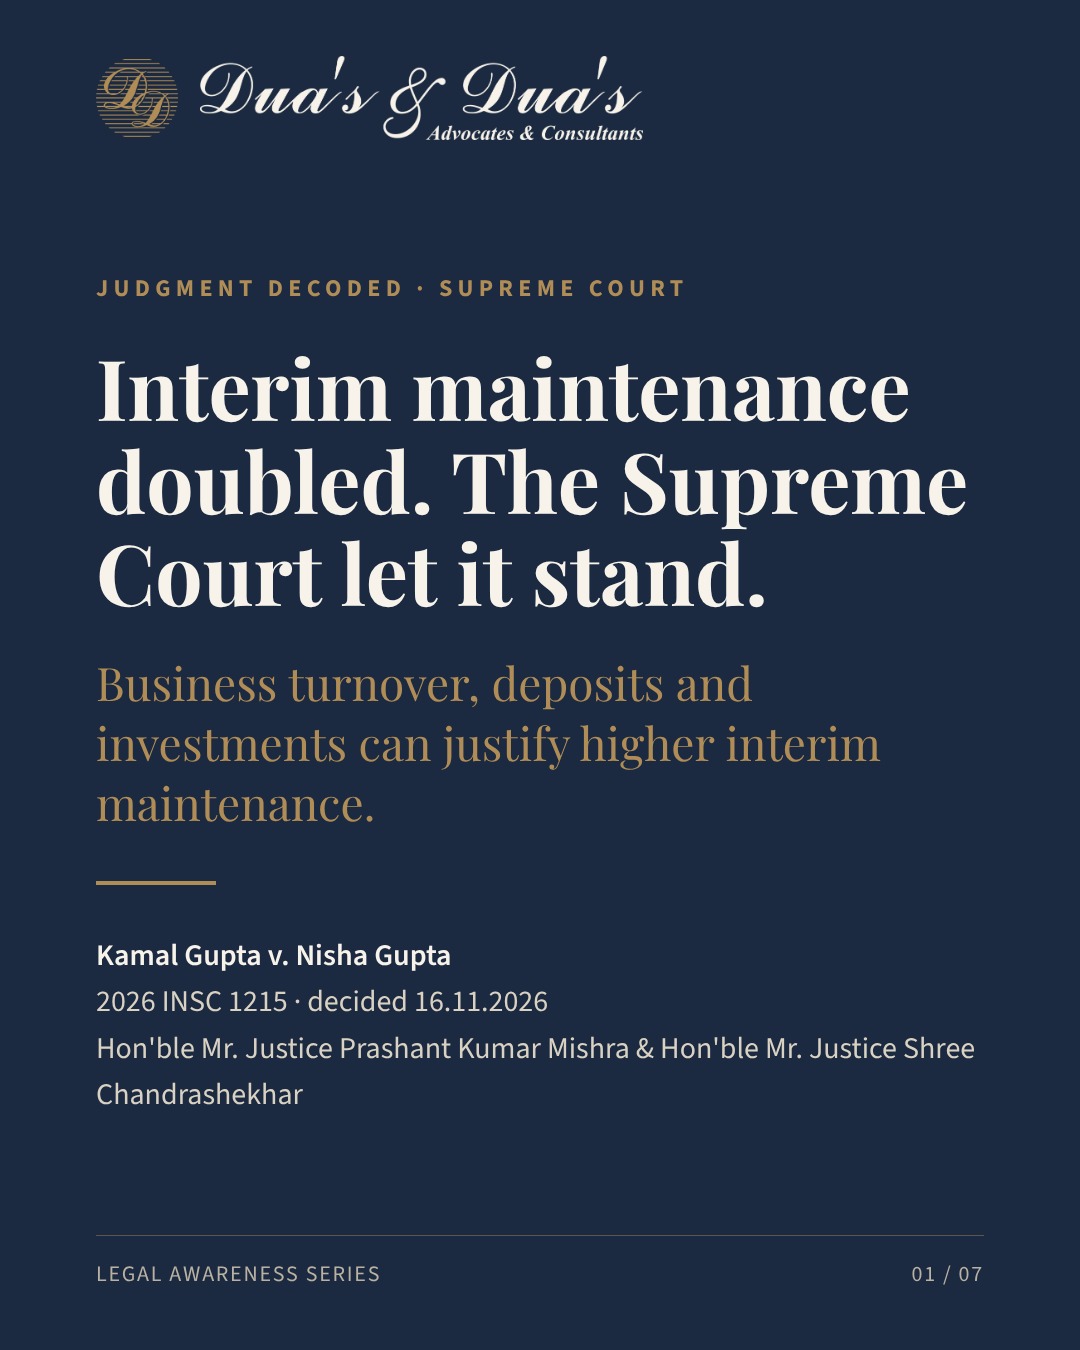 DD
Dua's & Dua's
Advocates & Consultants
JUDGMENT DECODED · SUPREME COURT
Interim maintenance
doubled. The Supreme
Court let it stand.
Business turnover, deposits and
investments can justify higher interim
maintenance.
Kamal Gupta v. Nisha Gupta
2026 INSC 1215 · decided 16.11.2026
Hon'ble Mr. Justice Prashant Kumar Mishra & Hon'ble Mr. Justice Shree
Chandrashekhar
LEGAL AWARENESS SERIES
01 / 07